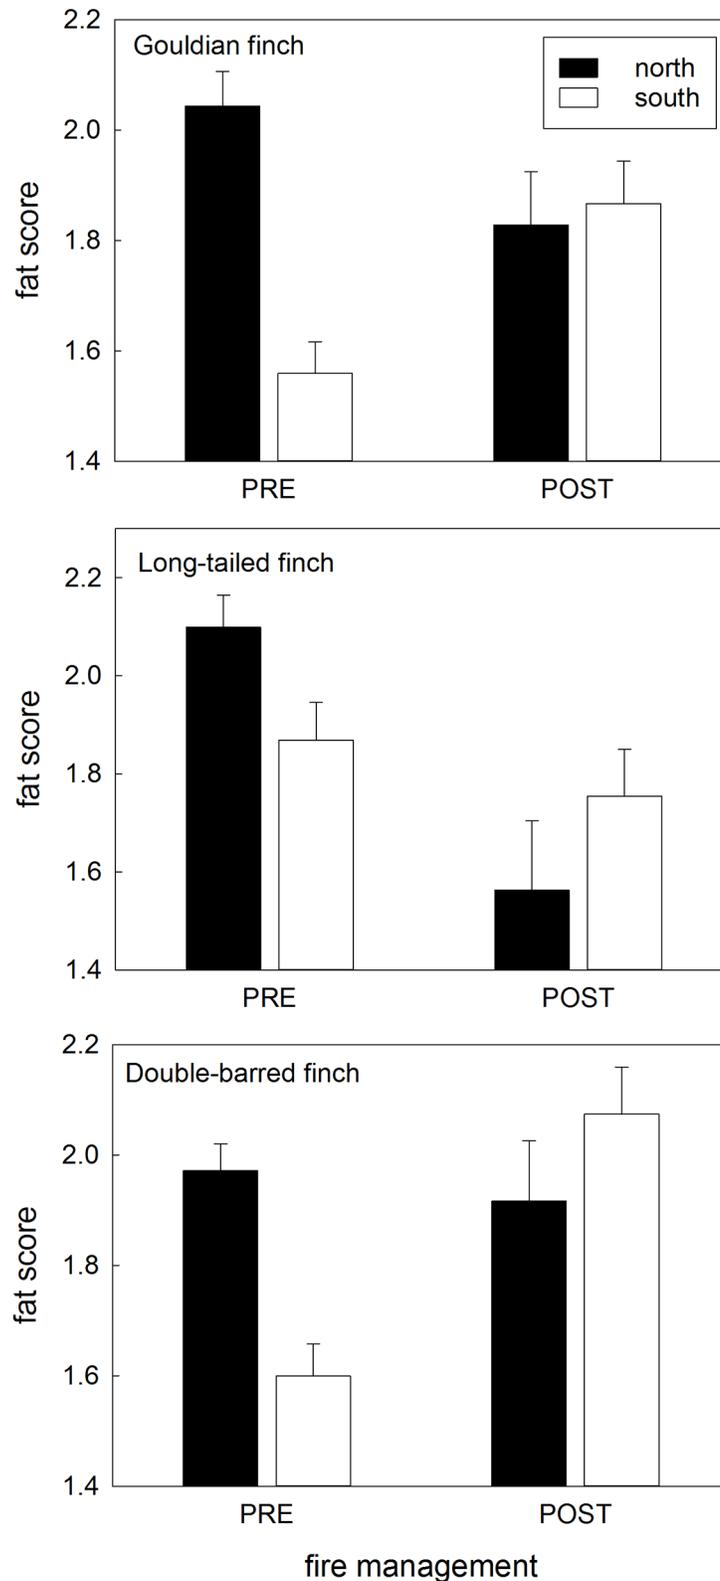 Gouldian finch
north
south
2.2
2.0
1.8
1.6
1.4
fat score
PRE POST
Long-tailed finch
2.2
2.0
1.8
1.6
1.4
fat score
PRE POST
Double-barred finch
2.2
2.0
1.8
1.6
1.4
fat score
PRE POST
fire management